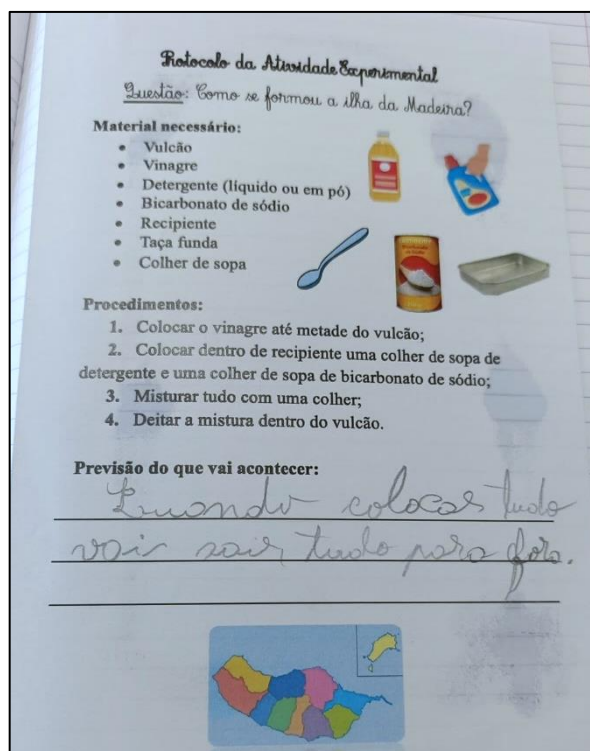 Protocolo da Atividade Experimental
Questão: Como se formou a ilha da Madeira?
Material necessário:
• Vulcão
• Vinagre
• Detergente (líquido ou em pó)
• Bicarbonato de sódio
• Recipiente
• Taça funda
• Colher de sopa
Procedimentos:
1. Colocar o vinagre até metade do vulcão;
2. Colocar dentro de recipiente uma colher de sopa de
detergente e uma colher de sopa de bicarbonato de sódio;
3. Misturar tudo com uma colher;
4. Deitar a mistura dentro do vulcão.
Previsão do que vai acontecer:
Quando colocas tudo
vai sair tudo para fora.